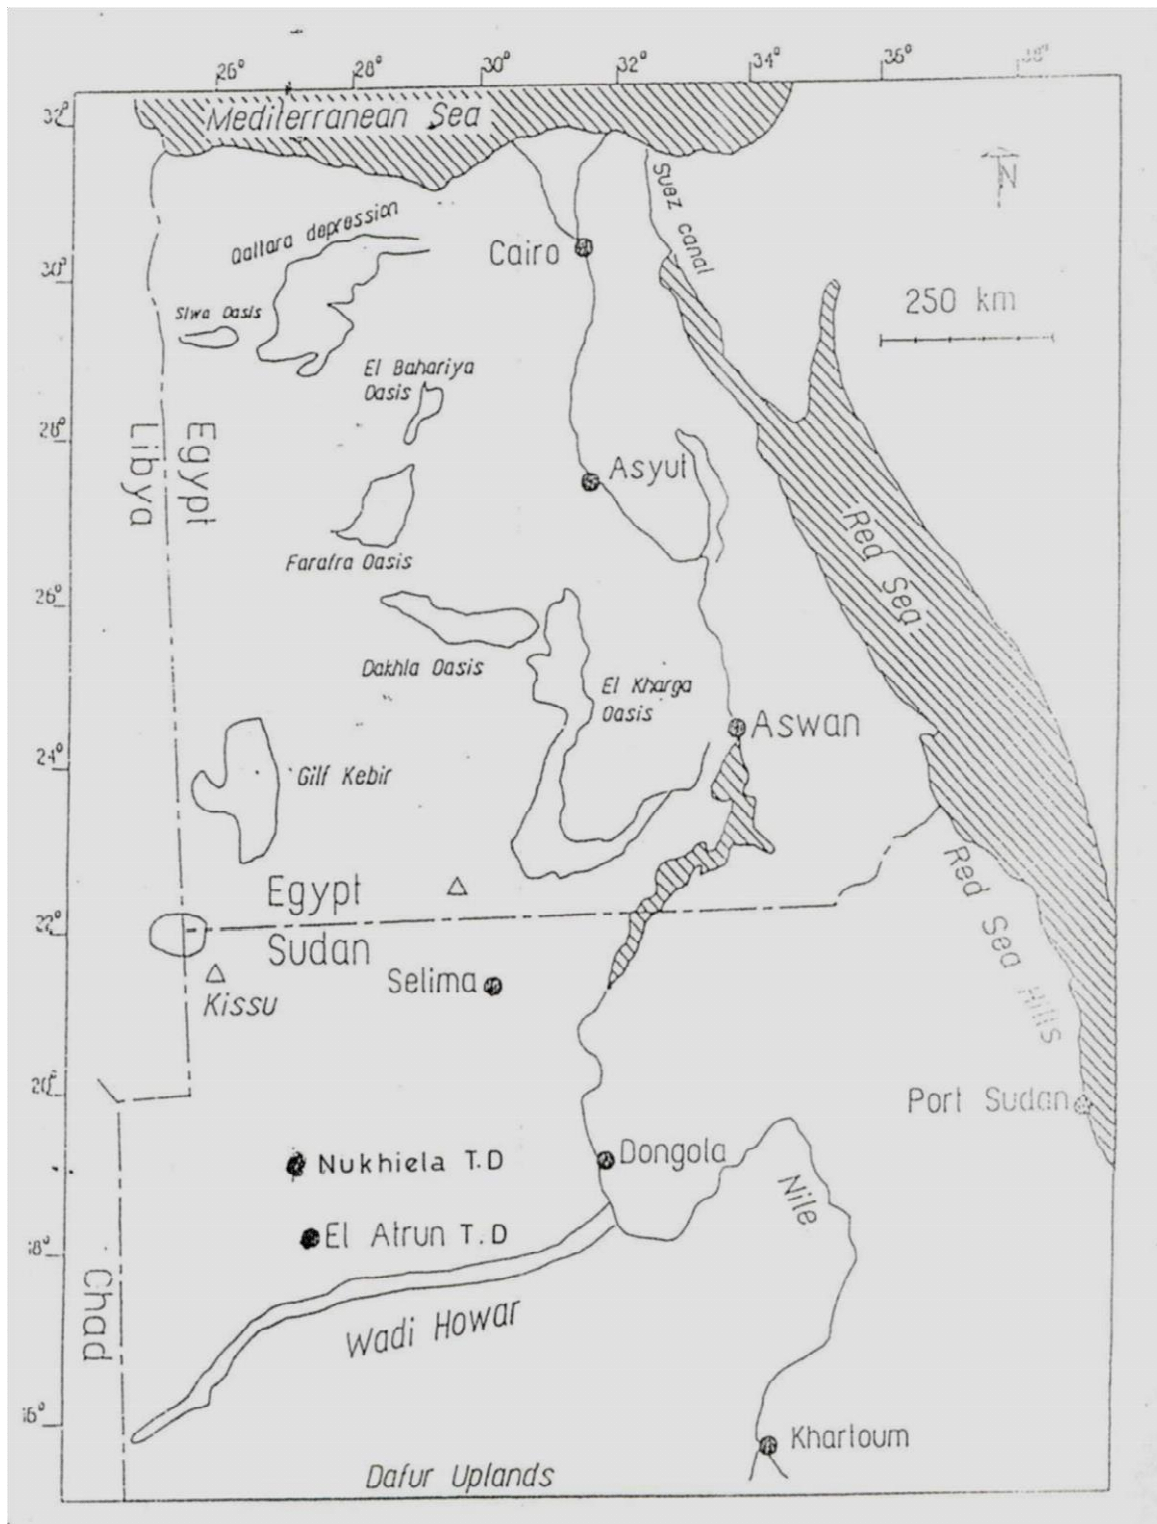 26° 28° 30° 32° 34° 36° 38°
32°
Mediterranean Sea
N
Suez canal
Qattara depression
Cairo
30°
250 km
Siwa Oasis
El Bahariya
Oasis
28°
Egypt
Libya
Asyut
Red Sea
Farafra Oasis
26°
Dakhla Oasis
El Kharga
Oasis
Aswan
24°
Gilf Kebir
Red Sea Hills
Egypt
22°
Sudan
Selima
Kissu
20°
Port Sudan
Nukhiela T.D
Dongola
Nile
El Atrun T.D
18°
Chad
Wadi Howar
16°
Khartoum
Dafur Uplands